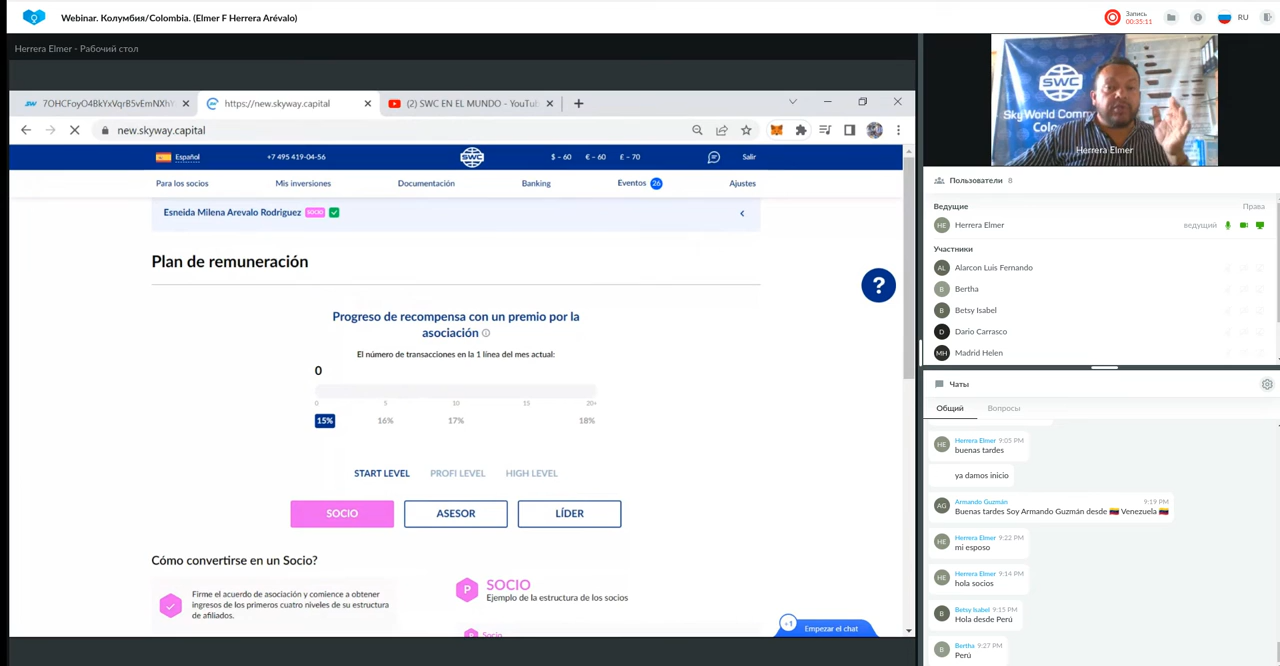 Webinar. Колумбия/Colombia. (Elmer F Herrera Arévalo)
Запись
00:35:11
RU
Herrera Elmer - Рабочий стол
https://new.skyway.capital
(2) SWC EN EL MUNDO - YouTu
new.skyway.capital
Español
+7 495 419-04-56
SWC
$ – 60
€ – 60
£ – 70
Salir
Para los socios
Mis inversiones
Documentación
Banking
Eventos 26
Ajustes
Esneida Milena Arevalo Rodriguez SOCIO
Plan de remuneración
?
Progreso de recompensa con un premio por la
asociación
El número de transacciones en la 1 línea del mes actual:
0
0 5 10 15 20+
15% 16% 17% 18%
START LEVEL PROFI LEVEL HIGH LEVEL
SOCIO ASESOR LÍDER
Cómo convertirse en un Socio?
Firme el acuerdo de asociación y comience a obtener
ingresos de los primeros cuatro niveles de su estructura
de afiliados.
P SOCIO
Ejemplo de la estructura de los socios
P Socio
+1 Empezar el chat
SWC
SkyWorld Comm
Col
Herrera Elmer
Пользователи 8
Ведущие
Права
HE Herrera Elmer ведущий
Участники
AL Alarcon Luis Fernando
B Bertha
B Betsy Isabel
D Dario Carrasco
MH Madrid Helen
Чаты
Общий Вопросы
HE Herrera Elmer 9:05 PM
buenas tardes
ya damos inicio
AG Armando Guzmán 9:19 PM
Buenas tardes Soy Armando Guzmán desde 🇻🇪 Venezuela 🇻🇪
HE Herrera Elmer 9:22 PM
mi esposo
HE Herrera Elmer 9:14 PM
hola socios
B Betsy Isabel 9:15 PM
Hola desde Perú
B Bertha 9:27 PM
Perú